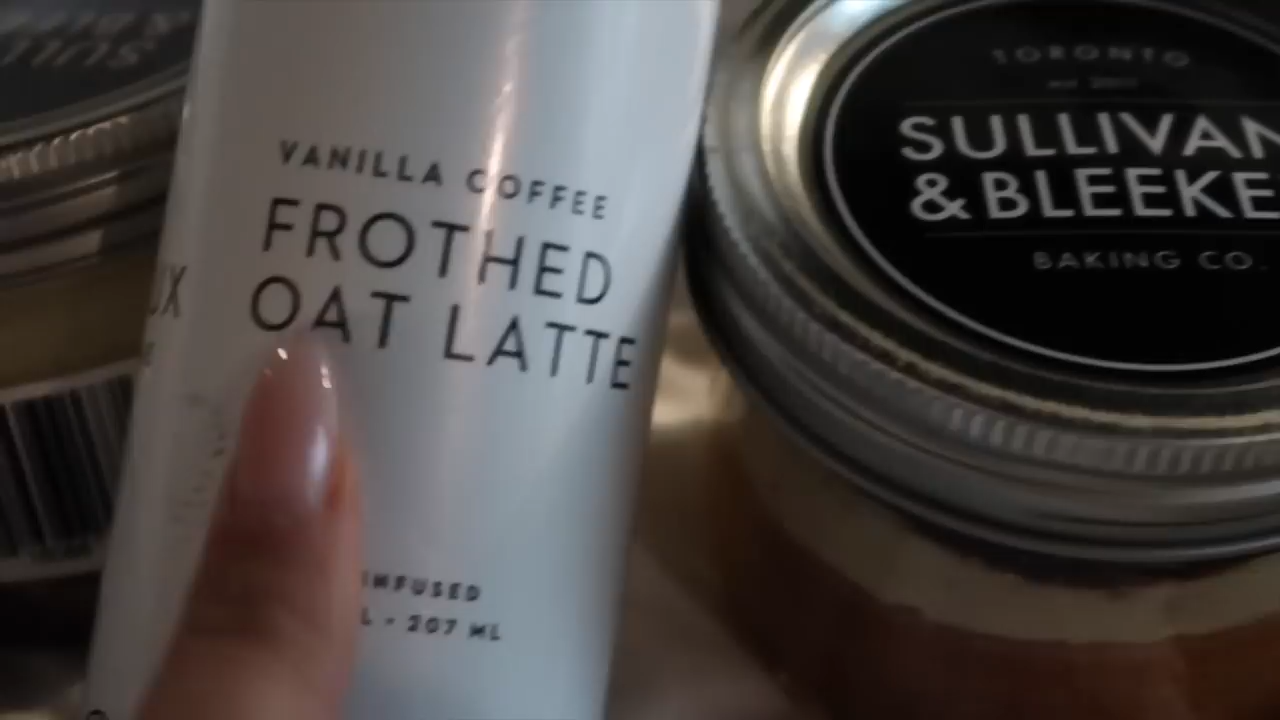 VANILLA COFFEE
FROTHED
OAT LATTE
INFUSED
L - 207 ML
TORONTO
SULLIVAN
& BLEEKE
BAKING CO.